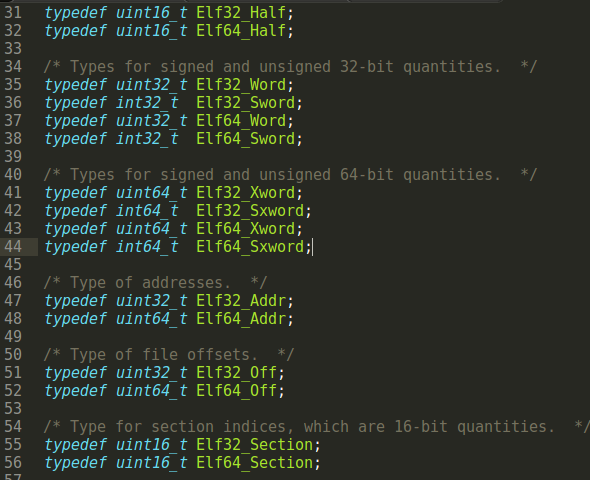 31 typedef uint16_t Elf32_Half;
32 typedef uint16_t Elf64_Half;
33
34 /* Types for signed and unsigned 32-bit quantities.  */
35 typedef uint32_t Elf32_Word;
36 typedef int32_t  Elf32_Sword;
37 typedef uint32_t Elf64_Word;
38 typedef int32_t  Elf64_Sword;
39
40 /* Types for signed and unsigned 64-bit quantities.  */
41 typedef uint64_t Elf32_Xword;
42 typedef int64_t  Elf32_Sxword;
43 typedef uint64_t Elf64_Xword;
44 typedef int64_t  Elf64_Sxword;
45
46 /* Type of addresses.  */
47 typedef uint32_t Elf32_Addr;
48 typedef uint64_t Elf64_Addr;
49
50 /* Type of file offsets.  */
51 typedef uint32_t Elf32_Off;
52 typedef uint64_t Elf64_Off;
53
54 /* Type for section indices, which are 16-bit quantities.  */
55 typedef uint16_t Elf32_Section;
56 typedef uint16_t Elf64_Section;
57